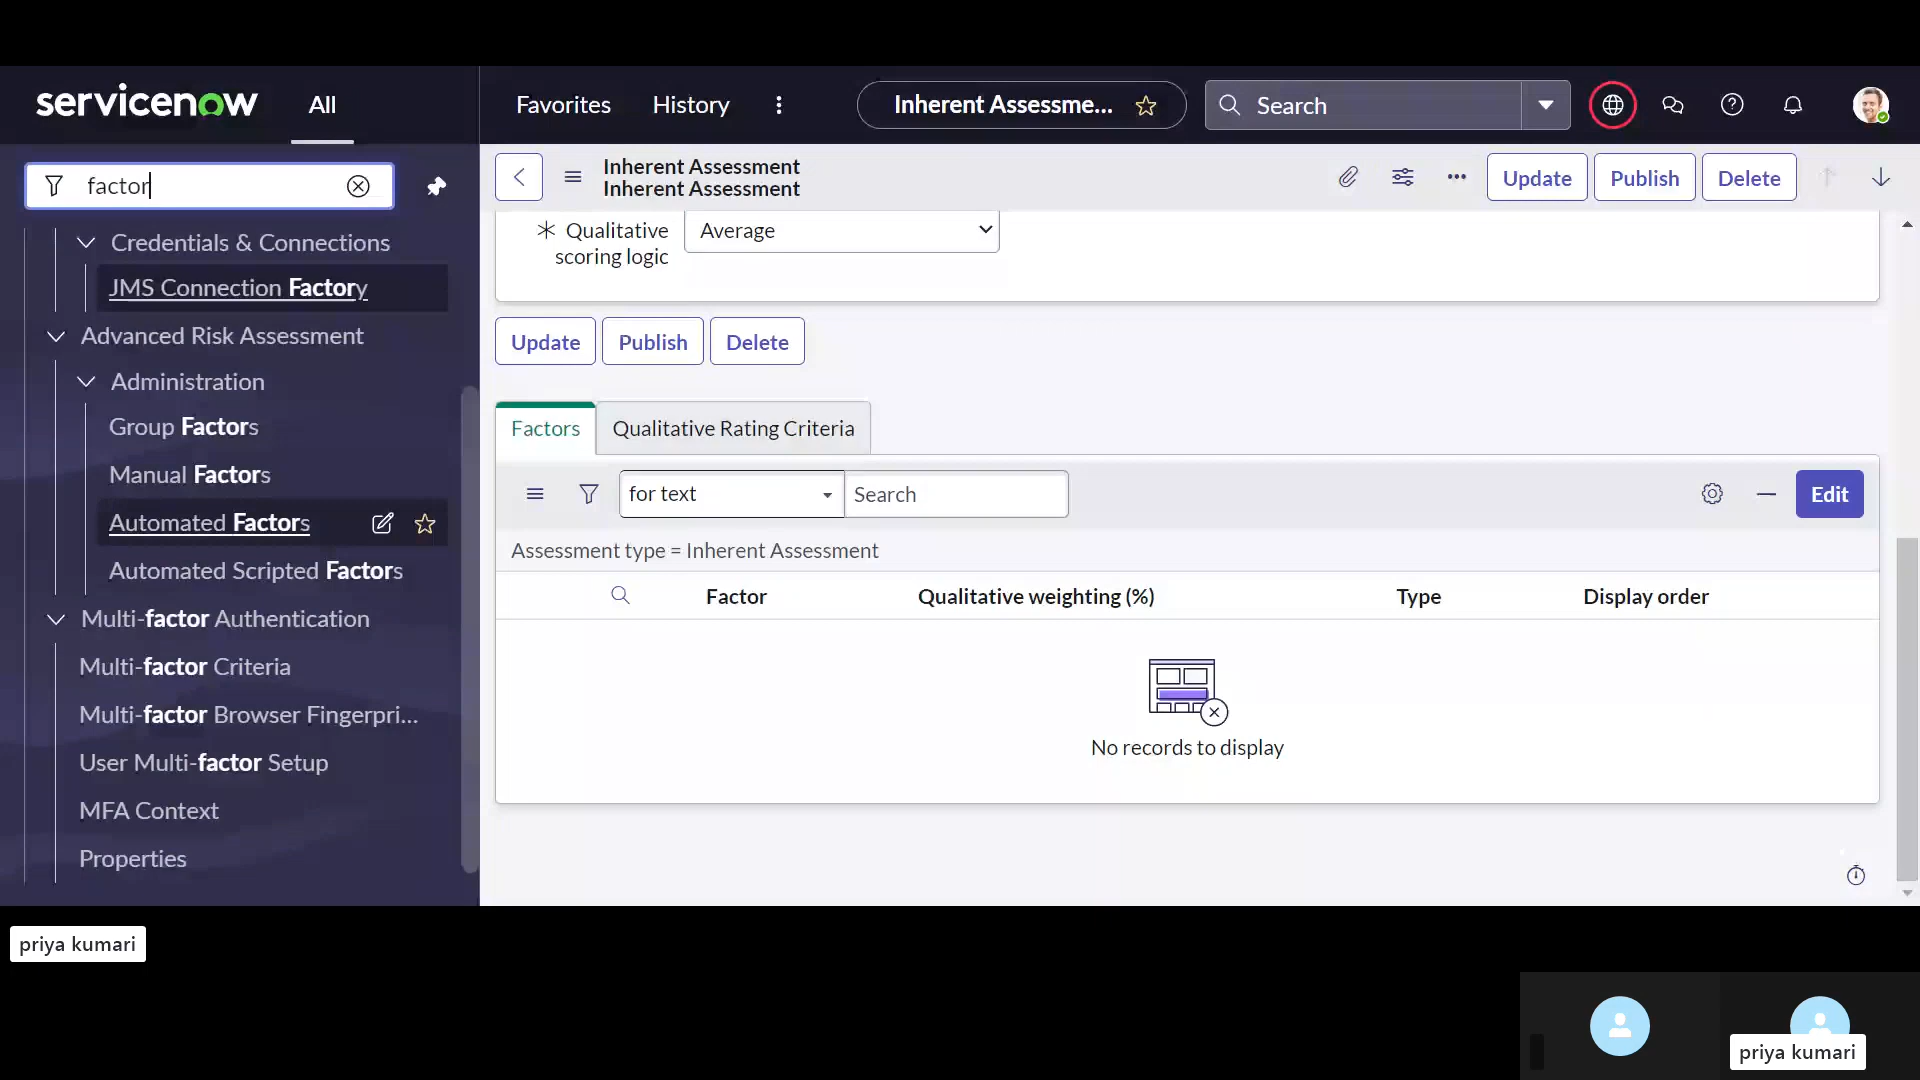 servicenow
All
Favorites
History
Inherent Assessme...
Search
factor
Credentials & Connections
JMS Connection Factory
Advanced Risk Assessment
Administration
Group Factors
Manual Factors
Automated Factors
Automated Scripted Factors
Multi-factor Authentication
Multi-factor Criteria
Multi-factor Browser Fingerpri...
User Multi-factor Setup
MFA Context
Properties
Inherent Assessment
Inherent Assessment
Update
Publish
Delete
Qualitative
scoring logic
Average
Update
Publish
Delete
Factors
Qualitative Rating Criteria
for text
Search
Edit
Assessment type = Inherent Assessment
Factor
Qualitative weighting (%)
Type
Display order
No records to display
priya kumari
priya kumari